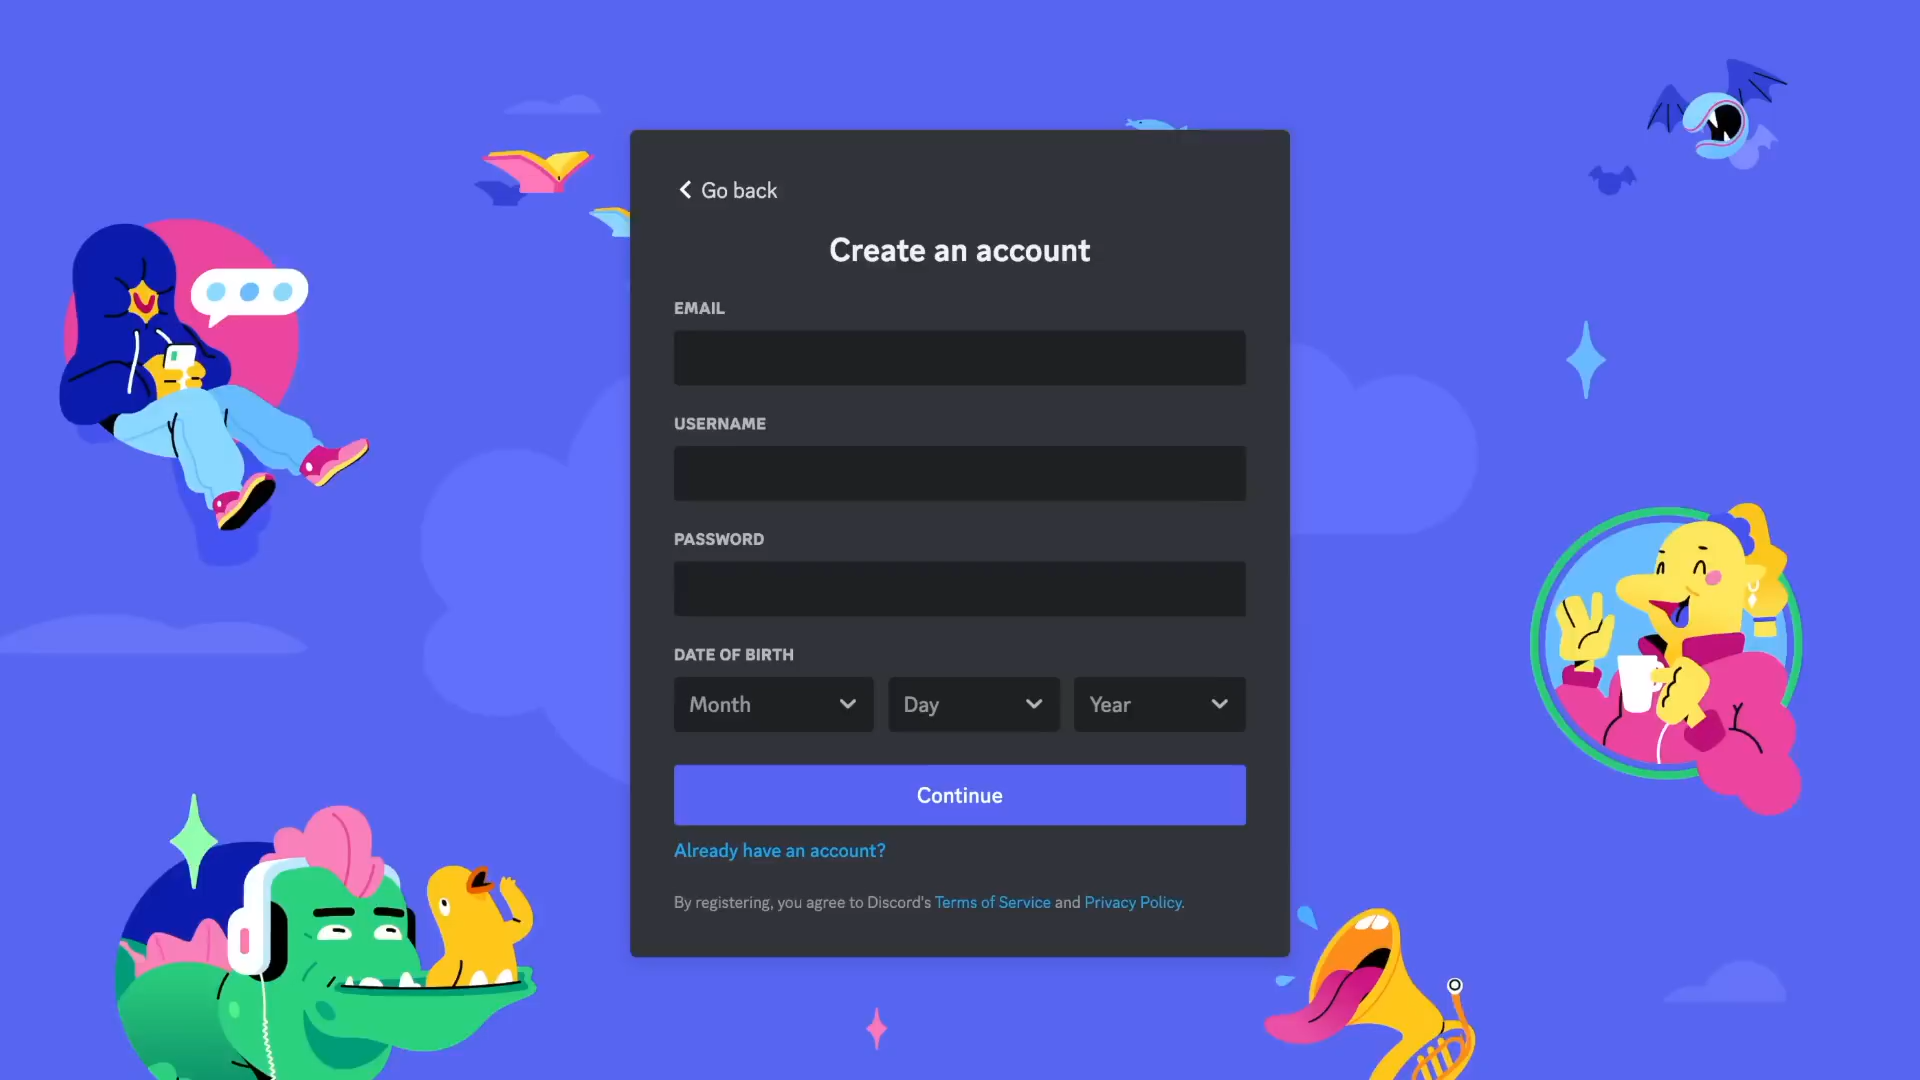 Go back
Create an account
EMAIL
USERNAME
PASSWORD
DATE OF BIRTH
Month Day Year
Continue
Already have an account?
By registering, you agree to Discord's Terms of Service and Privacy Policy.